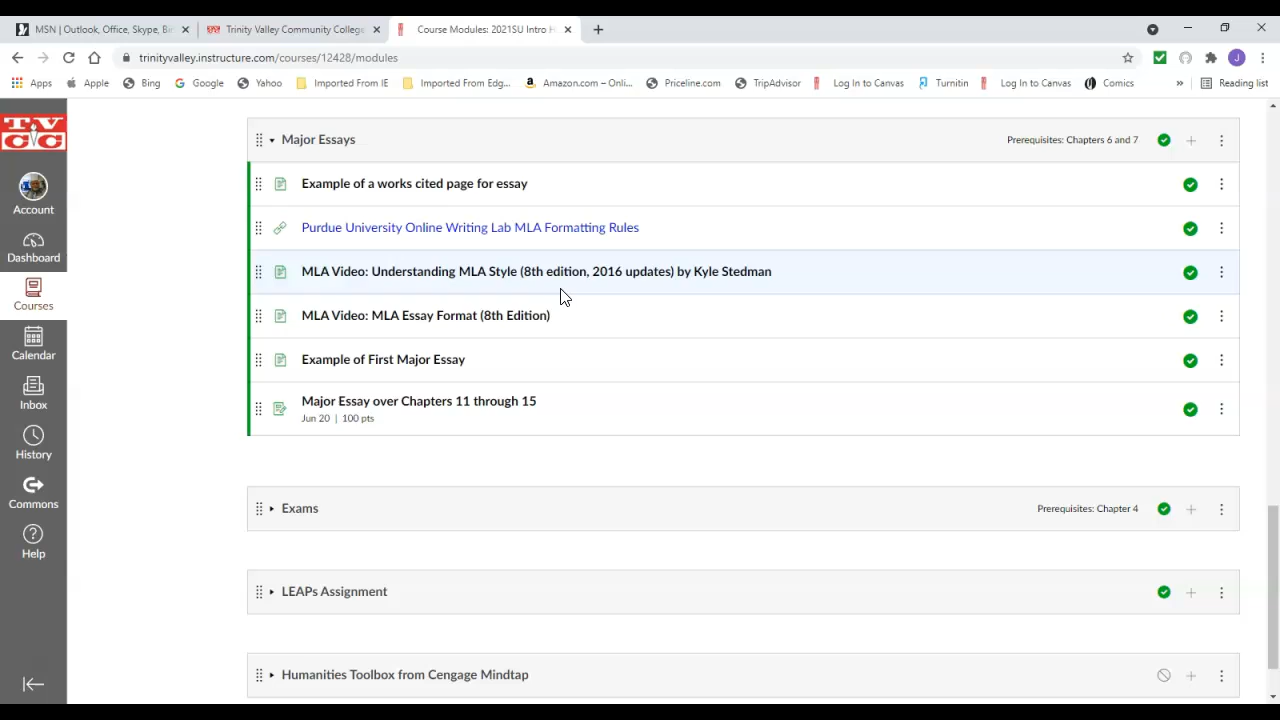 MSN | Outlook, Office, Skype, Bin
Trinity Valley Community College
Course Modules: 2021SU Intro H
trinityvalley.instructure.com/courses/12428/modules
Apps
Apple
Bing
Google
Yahoo
Imported From IE
Imported From Edg...
Amazon.com – Onli...
Priceline.com
TripAdvisor
Log In to Canvas
Turnitin
Log In to Canvas
Comics
»
Reading list
J
TVCC
Account
Dashboard
Courses
Calendar
Inbox
History
Commons
Help
Major Essays
Prerequisites: Chapters 6 and 7
Example of a works cited page for essay
Purdue University Online Writing Lab MLA Formatting Rules
MLA Video: Understanding MLA Style (8th edition, 2016 updates) by Kyle Stedman
MLA Video: MLA Essay Format (8th Edition)
Example of First Major Essay
Major Essay over Chapters 11 through 15
Jun 20 | 100 pts
Exams
Prerequisites: Chapter 4
LEAPs Assignment
Humanities Toolbox from Cengage Mindtap